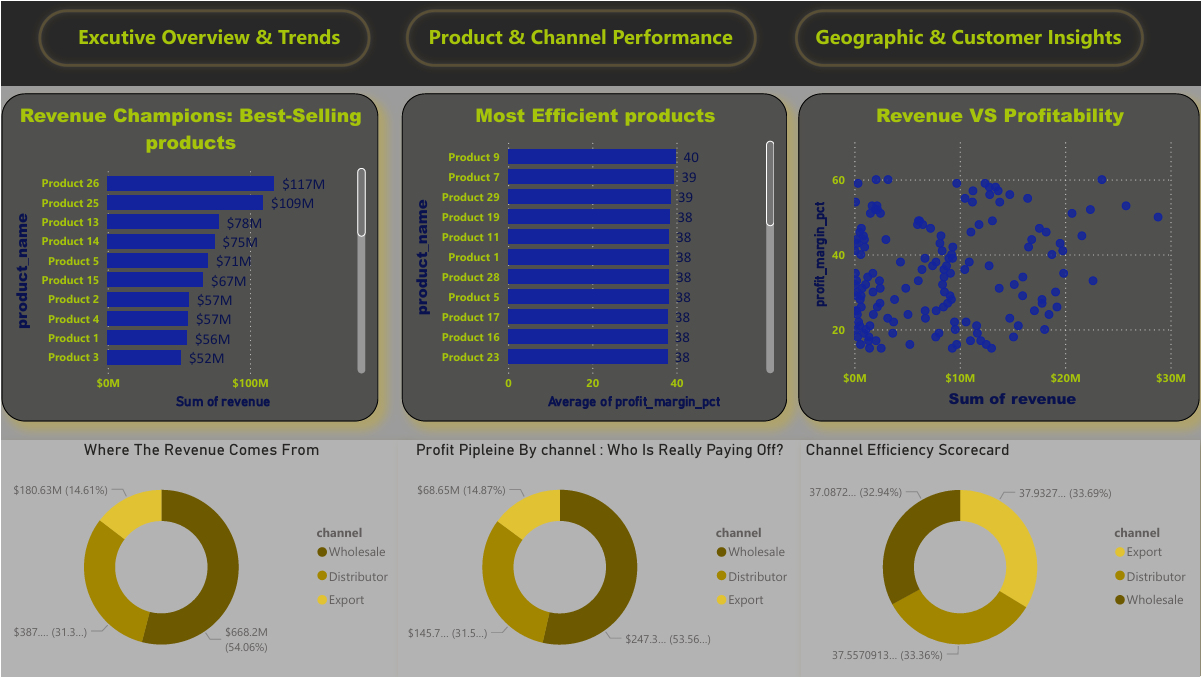 Excutive Overview & Trends
Product & Channel Performance
Geographic & Customer Insights
Revenue Champions: Best-Selling
products
product_name
Product 26 $117M
Product 25 $109M
Product 13 $78M
Product 14 $75M
Product 5 $71M
Product 15 $67M
Product 2 $57M
Product 4 $57M
Product 1 $56M
Product 3 $52M
$0M $100M
Sum of revenue
Most Efficient products
product_name
Product 9 40
Product 7 39
Product 29 39
Product 19 38
Product 11 38
Product 1 38
Product 28 38
Product 5 38
Product 17 38
Product 16 38
Product 23 38
0 20 40
Average of profit_margin_pct
Revenue VS Profitability
profit_margin_pct
60
40
20
$0M $10M $20M $30M
Sum of revenue
Where The Revenue Comes From
$180.63M (14.61%)
$387.... (31.3...)
$668.2M
(54.06%)
channel
Wholesale
Distributor
Export
Profit Pipleine By channel : Who Is Really Paying Off?
$68.65M (14.87%)
$145.7... (31.5...)
$247.3... (53.56...)
channel
Wholesale
Distributor
Export
Channel Efficiency Scorecard
37.0872... (32.94%)
37.9327... (33.69%)
37.5570913... (33.36%)
channel
Export
Distributor
Wholesale